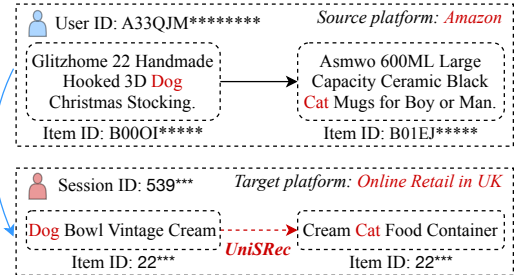 User ID: A33QJM********
Source platform: Amazon
Glitzhome 22 Handmade
Hooked 3D Dog
Christmas Stocking.
Asmwo 600ML Large
Capacity Ceramic Black
Cat Mugs for Boy or Man.
Item ID: B00OI*****
Item ID: B01EJ*****
Session ID: 539***
Target platform: Online Retail in UK
Dog Bowl Vintage Cream
UniSRec
Cream Cat Food Container
Item ID: 22***
Item ID: 22***